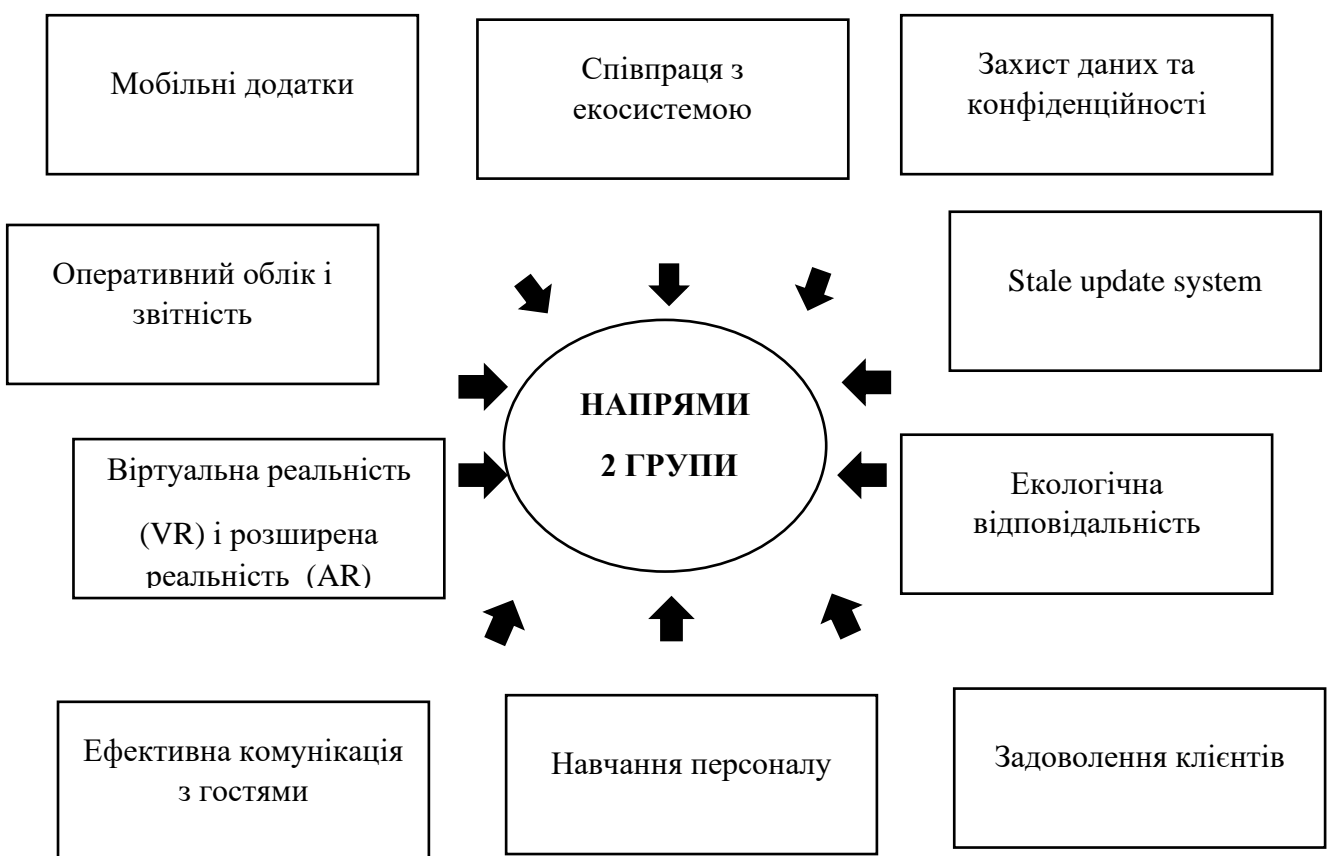 Мобільні додатки
Співпраця з
екосистемою
Захист даних та
конфіденційності
Оперативний облік і
звітність
Stale update system
НАПРЯМИ
2 ГРУПИ
Віртуальна реальність
(VR) і розширена
реальність (AR)
Екологічна
відповідальність
Ефективна комунікація
з гостями
Навчання персоналу
Задоволення клієнтів